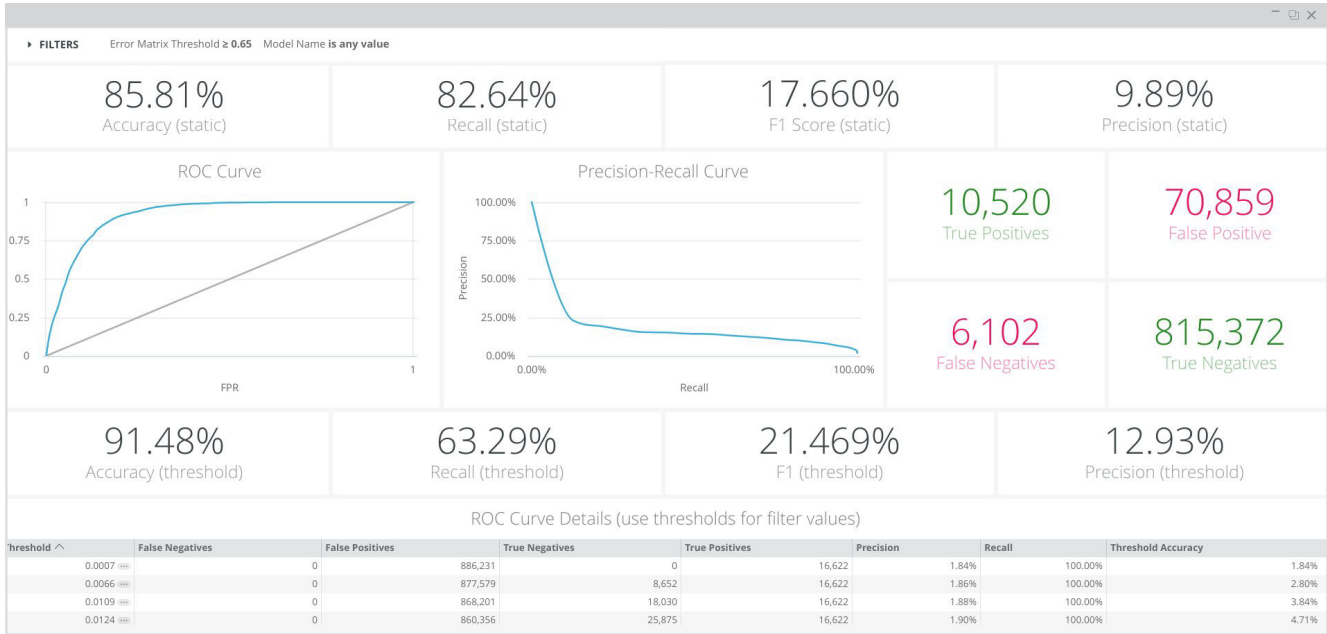 FILTERS Error Matrix Threshold ≥ 0.65 Model Name is any value
85.81% 82.64% 17.660% 9.89%
Accuracy (static) Recall (static) F1 Score (static) Precision (static)
ROC Curve
1
0.75
0.5
0.25
0
0 1
FPR
Precision-Recall Curve
100.00%
75.00%
50.00%
25.00%
0.00%
Precision
0.00% 100.00%
Recall
10,520 70,859
True Positives False Positive
6,102 815,372
False Negatives True Negatives
91.48% 63.29% 21.469% 12.93%
Accuracy (threshold) Recall (threshold) F1 (threshold) Precision (threshold)
ROC Curve Details (use thresholds for filter values)
hreshold False Negatives False Positives True Negatives True Positives Precision Recall Threshold Accuracy
0.0007 0 886,231 0 16,622 1.84% 100.00% 1.84%
0.0066 0 877,579 8,652 16,622 1.86% 100.00% 2.80%
0.0109 0 868,201 18,030 16,622 1.88% 100.00% 3.84%
0.0124 0 860,356 25,875 16,622 1.90% 100.00% 4.71%